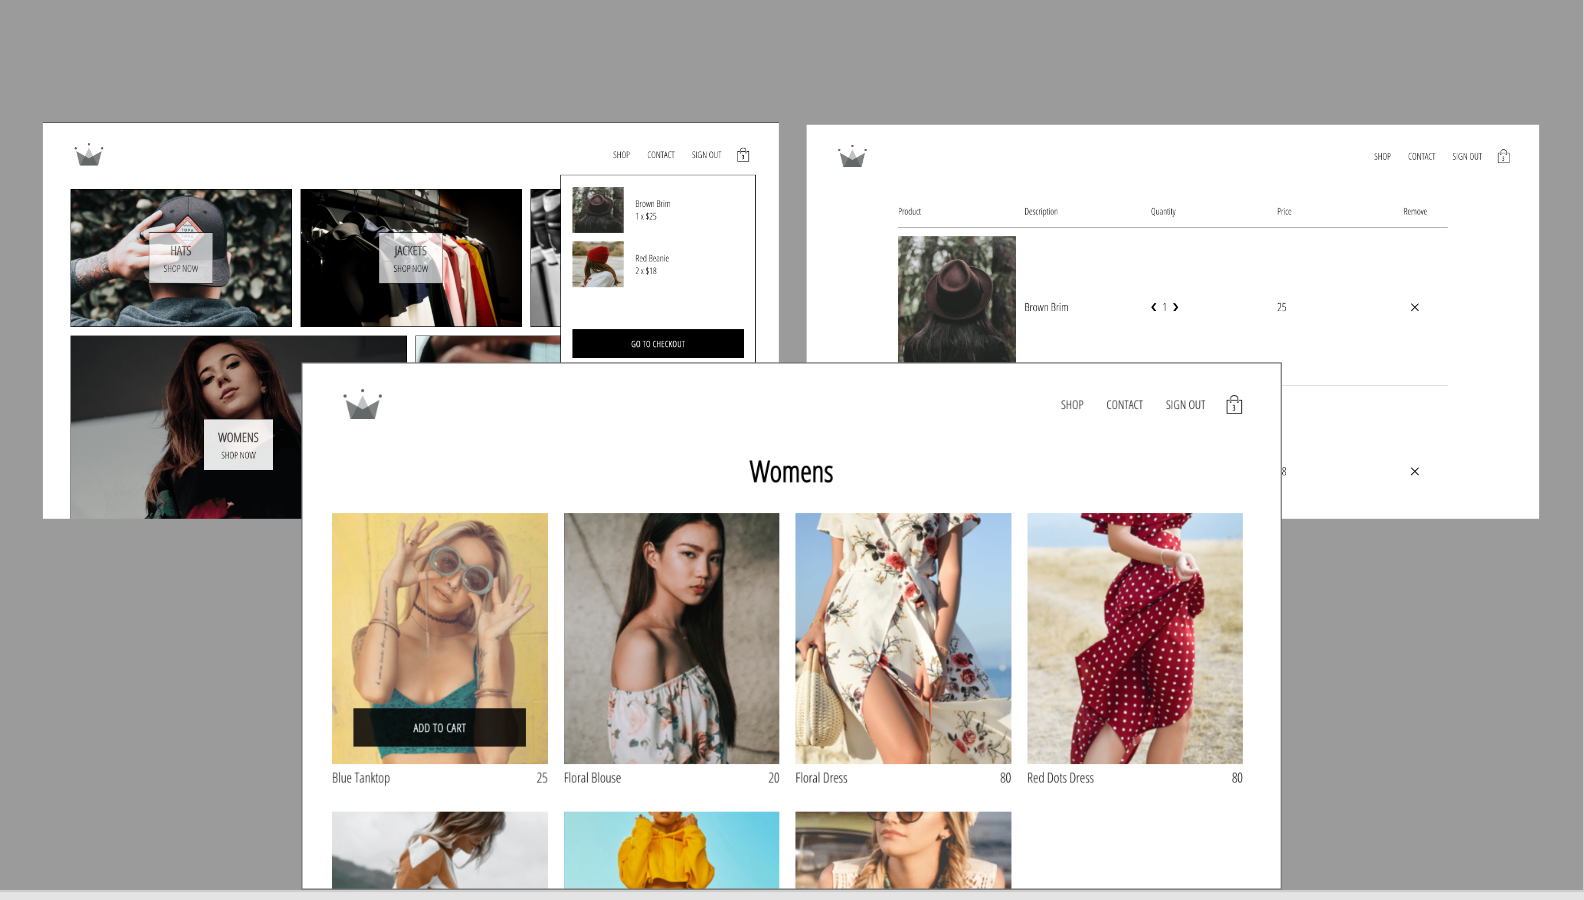 SHOP CONTACT SIGN OUT 3
HATS
SHOP NOW
JACKETS
SHOP NOW
Brown Brim
1 x $25
Red Beanie
2 x $18
GO TO CHECKOUT
WOMENS
SHOP NOW
SHOP CONTACT SIGN OUT 3
Product Description Quantity Price Remove
Brown Brim ❮ 1 ❯ 25 ✕
8 ✕
SHOP CONTACT SIGN OUT 3
Womens
ADD TO CART
Blue Tanktop 25
Floral Blouse 20
Floral Dress 80
Red Dots Dress 80